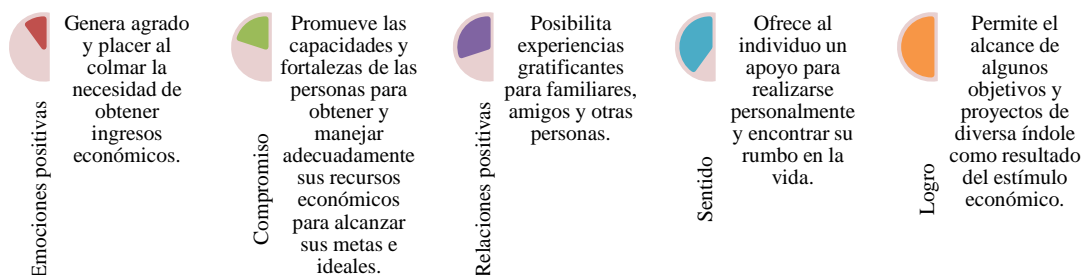 Emociones positivas
Genera agrado
y placer al
colmar la
necesidad de
obtener
ingresos
económicos.
Compromiso
Promueve las
capacidades y
fortalezas de las
personas para
obtener y
manejar
adecuadamente
sus recursos
económicos
para alcanzar
sus metas e
ideales.
Relaciones positivas
Posibilita
experiencias
gratificantes
para familiares,
amigos y otras
personas.
Sentido
Ofrece al
individuo un
apoyo para
realizarse
personalmente
y encontrar su
rumbo en la
vida.
Logro
Permite el
alcance de
algunos
objetivos y
proyectos de
diversa índole
como resultado
del estímulo
económico.